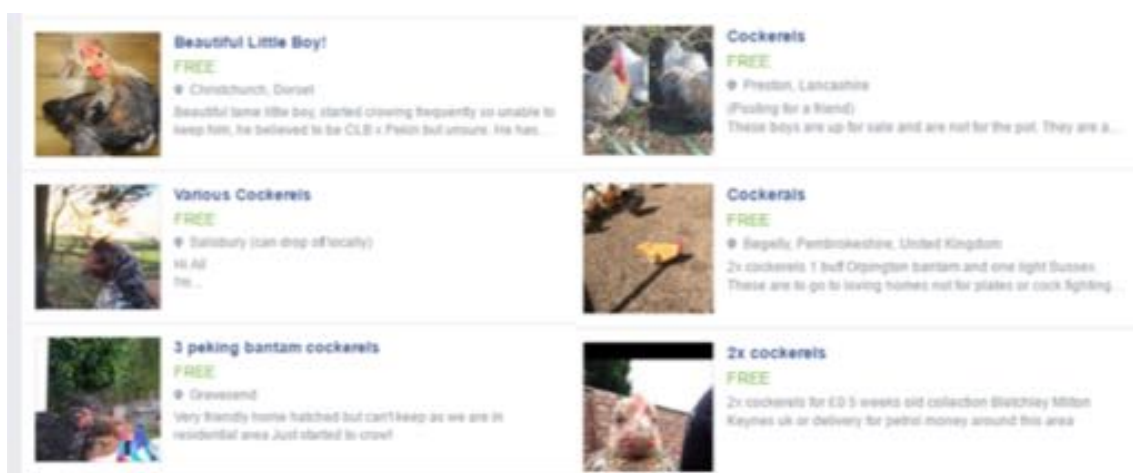 Beautiful Little Boy!
FREE
Christchurch, Dorset
Beautiful tame little boy, started crowing frequently so unable to
keep him, he believed to be CLB x Pekin but unsure. He has...
Various Cockerels
FREE
Salisbury (can drop off locally)
Hi All
I've...
3 peking bantam cockerels
FREE
Gravesend
Very friendly home hatched but can't keep as we are in
residential area Just started to crow!!
Cockerels
FREE
Preston, Lancashire
(Posting for a friend)
These boys are up for sale and are not for the pot. They are a...
Cockerals
FREE
Begelly, Pembrokeshire, United Kingdom
2x cockerels 1 buff Orpington bantam and one light Sussex.
These are to go to loving homes not for plates or cock fighting...
2x cockerels
FREE
2x cockerels for £0 5 weeks old collection Bletchley Milton
Keynes uk or delivery for petrol money around this area